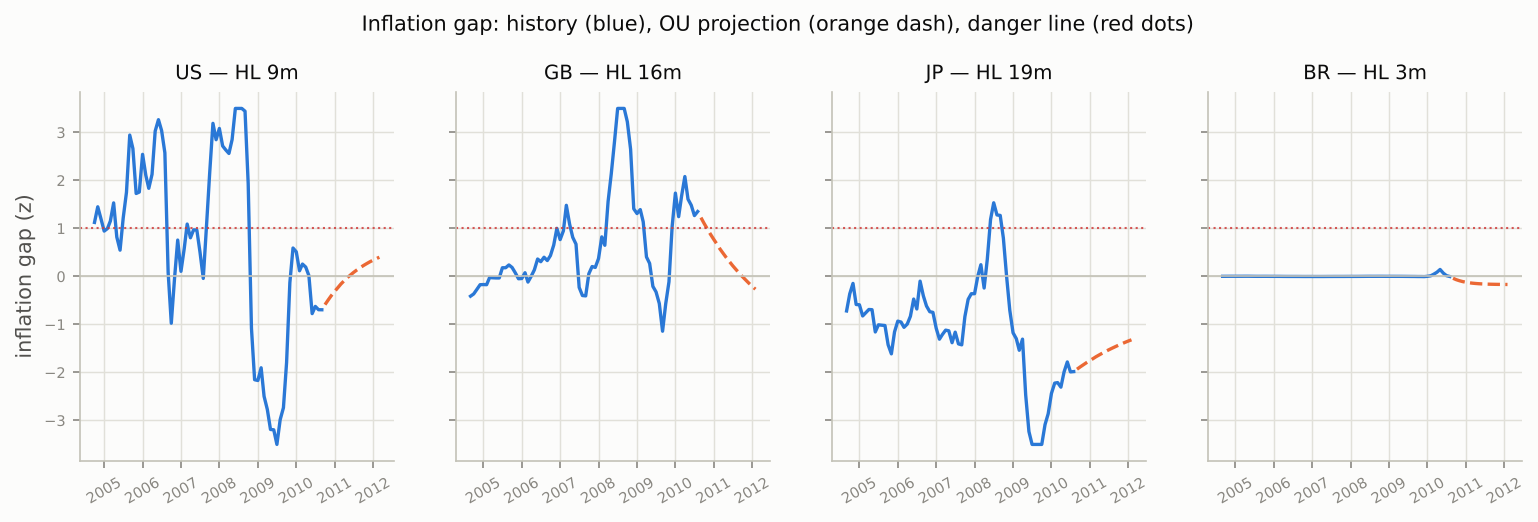 Inflation gap: history (blue), OU projection (orange dash), danger line (red dots)
US — HL 9m
GB — HL 16m
JP — HL 19m
BR — HL 3m
inflation gap (z)
3
2
1
0
−1
−2
−3
2005 2006 2007 2008 2009 2010 2011 2012
2005 2006 2007 2008 2009 2010 2011 2012
2005 2006 2007 2008 2009 2010 2011 2012
2005 2006 2007 2008 2009 2010 2011 2012